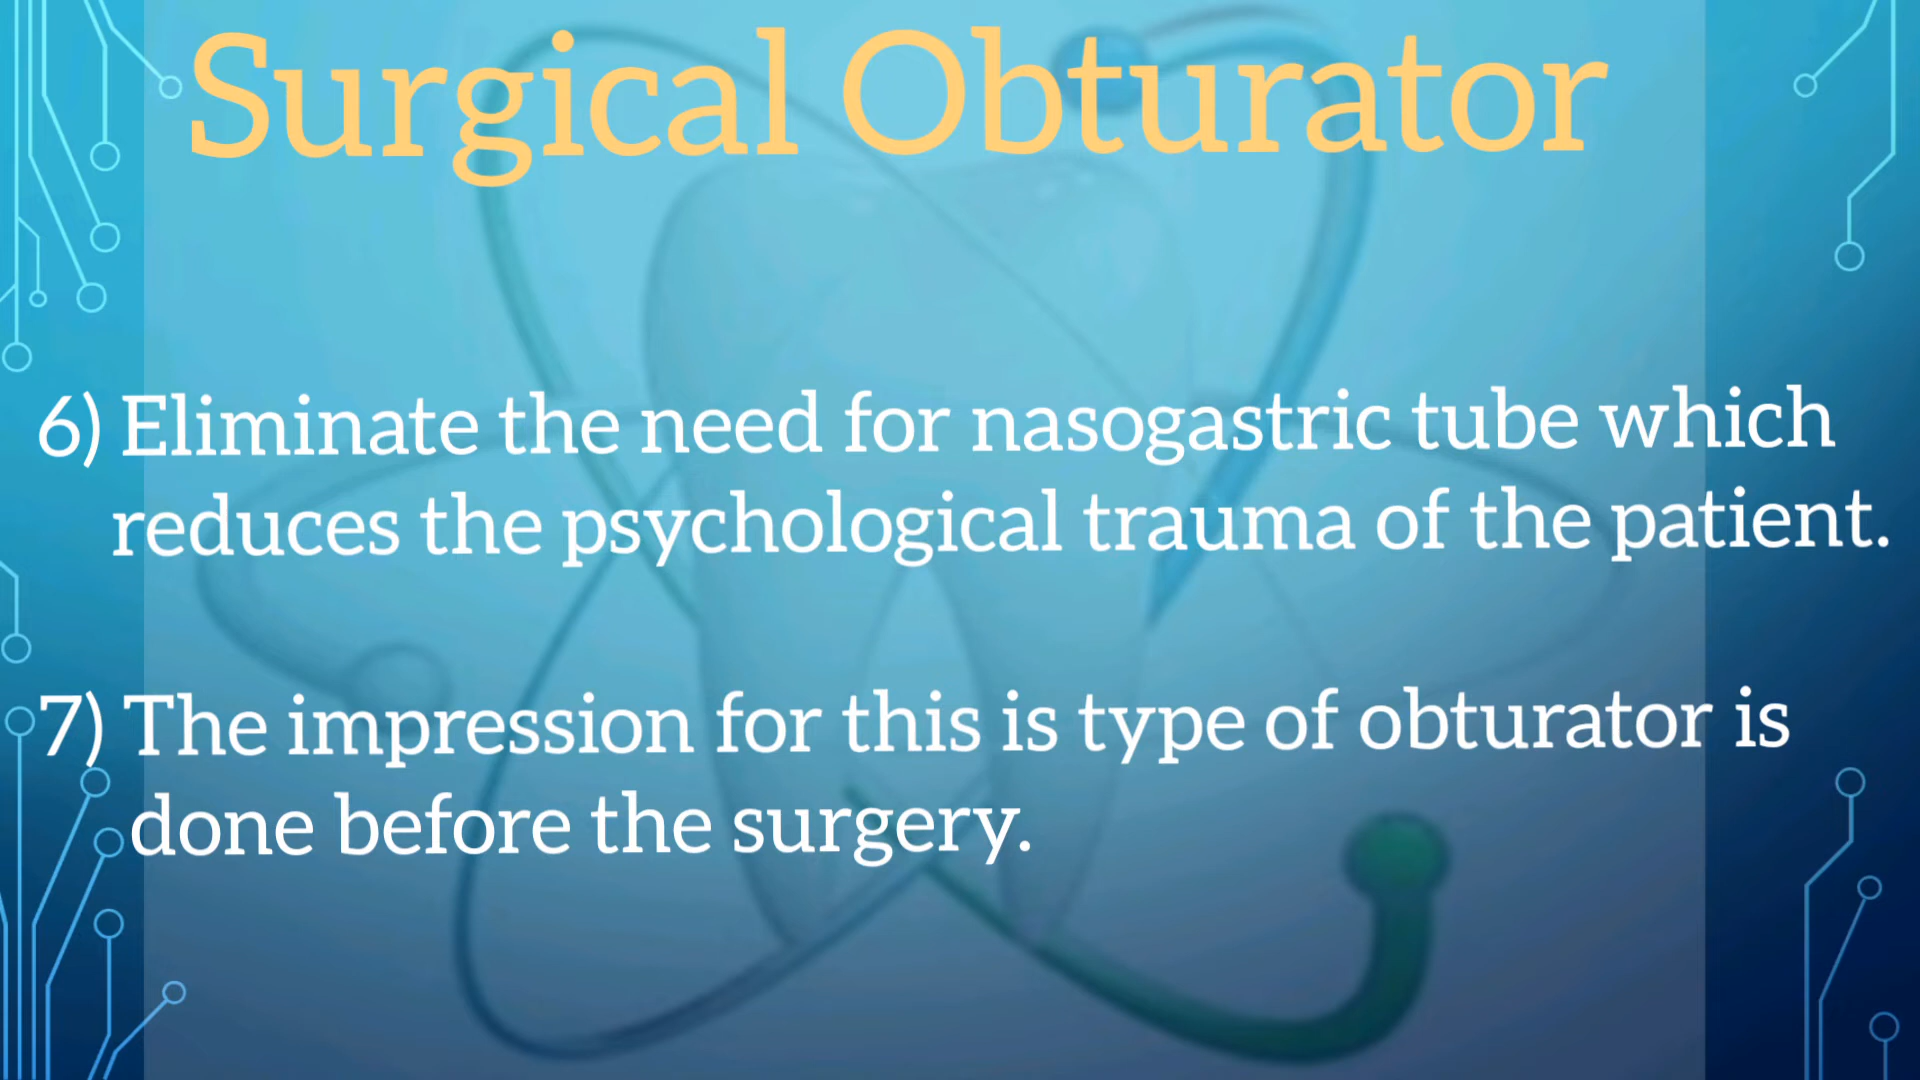 Surgical Obturator
6) Eliminate the need for nasogastric tube which
reduces the psychological trauma of the patient.
7) The impression for this is type of obturator is
done before the surgery.